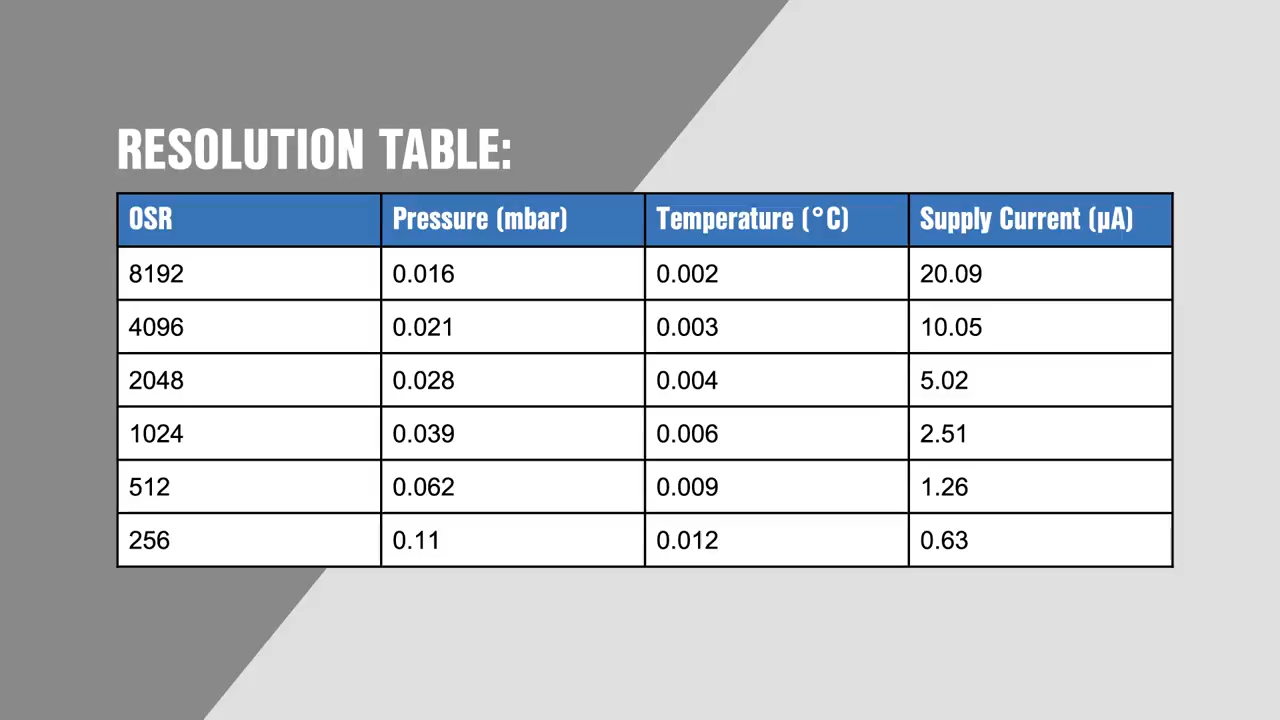 RESOLUTION TABLE:
OSR Pressure (mbar) Temperature (°C) Supply Current (µA)
8192 0.016 0.002 20.09
4096 0.021 0.003 10.05
2048 0.028 0.004 5.02
1024 0.039 0.006 2.51
512 0.062 0.009 1.26
256 0.11 0.012 0.63